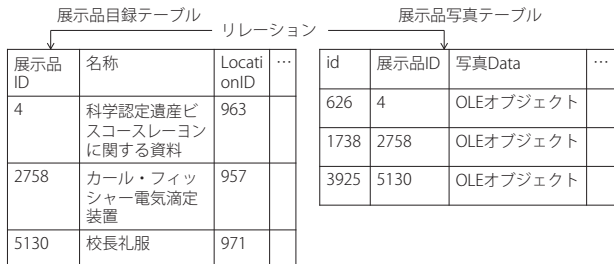 展示品目録テーブル
リレーション
展示品写真テーブル
展示品
ID
名称
Locati
onID
…
4
科学認定遺産ビ
スコースレーヨン
に関する資料
963
2758
カール・フィッ
シャー電気滴定
装置
957
5130
校長礼服
971
id
展示品ID
写真Data
…
626
4
OLEオブジェクト
1738
2758
OLEオブジェクト
3925
5130
OLEオブジェクト